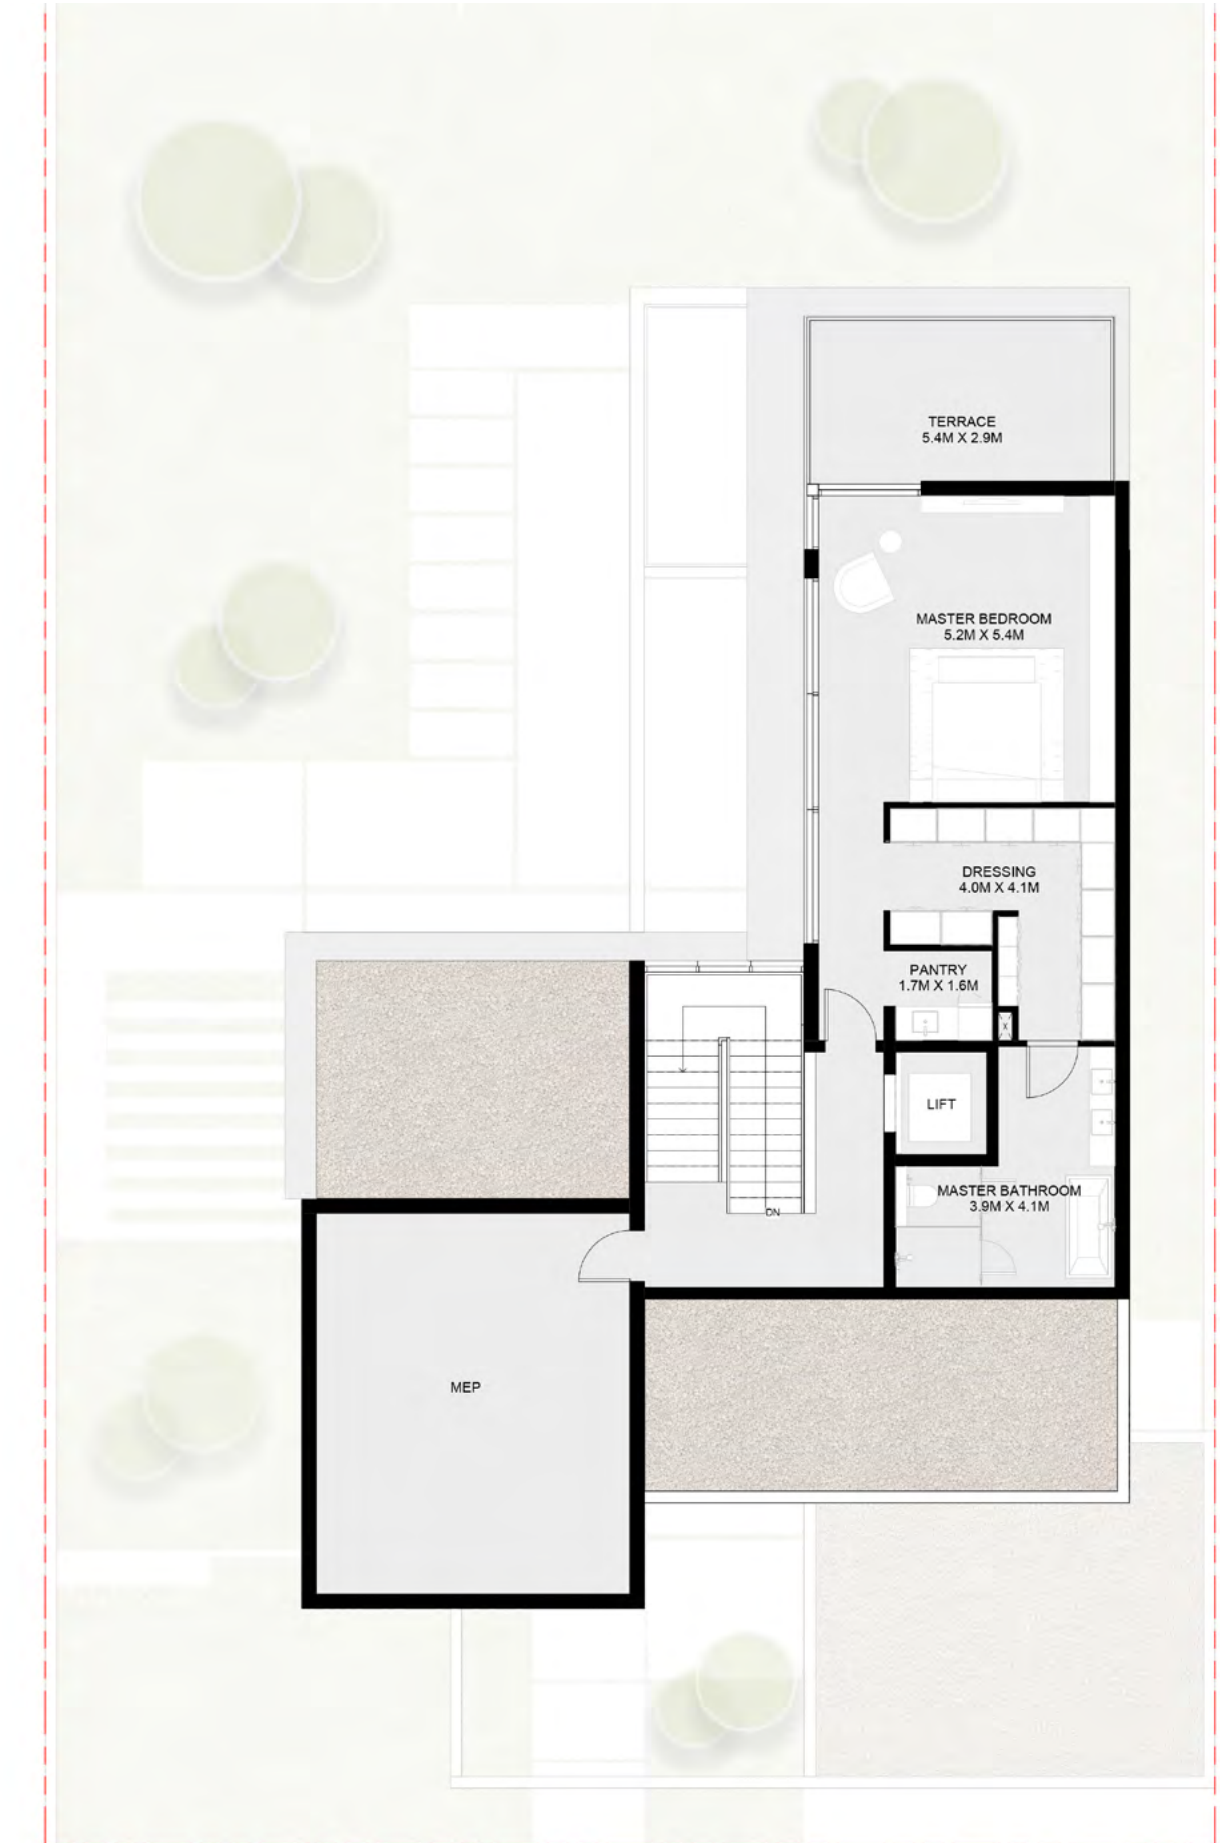 TERRACE
5.4M X 2.9M
MASTER BEDROOM
5.2M X 5.4M
DRESSING
4.0M X 4.1M
PANTRY
1.7M X 1.6M
LIFT
MASTER BATHROOM
3.9M X 4.1M
DN
MEP